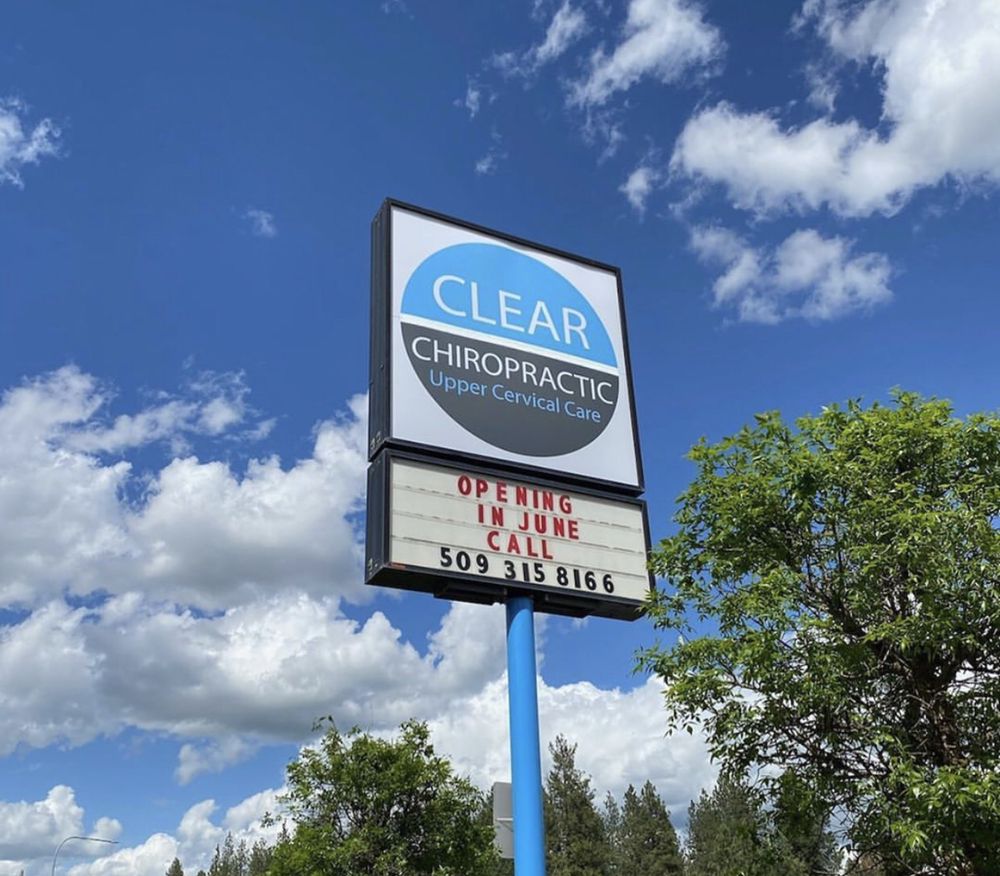 CLEAR
CHIROPRACTIC
Upper Cervical Care
OPENING
IN JUNE
CALL
509 315 8166